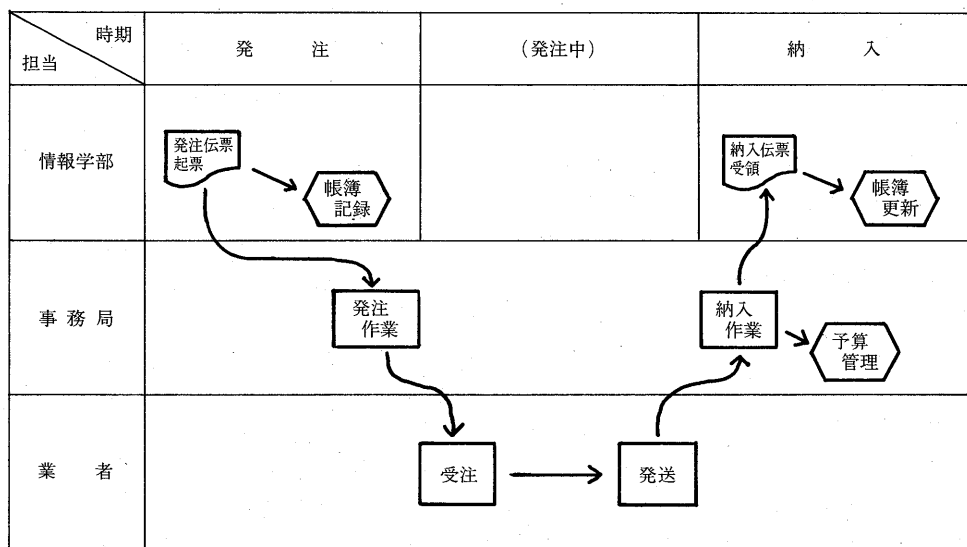 時期
担当
発 注
(発注中)
納 入
情報学部
発注伝票
起票
帳簿
記録
納入伝票
受領
帳簿
更新
事務局
発注
作業
納入
作業
予算
管理
業 者
受注
発送